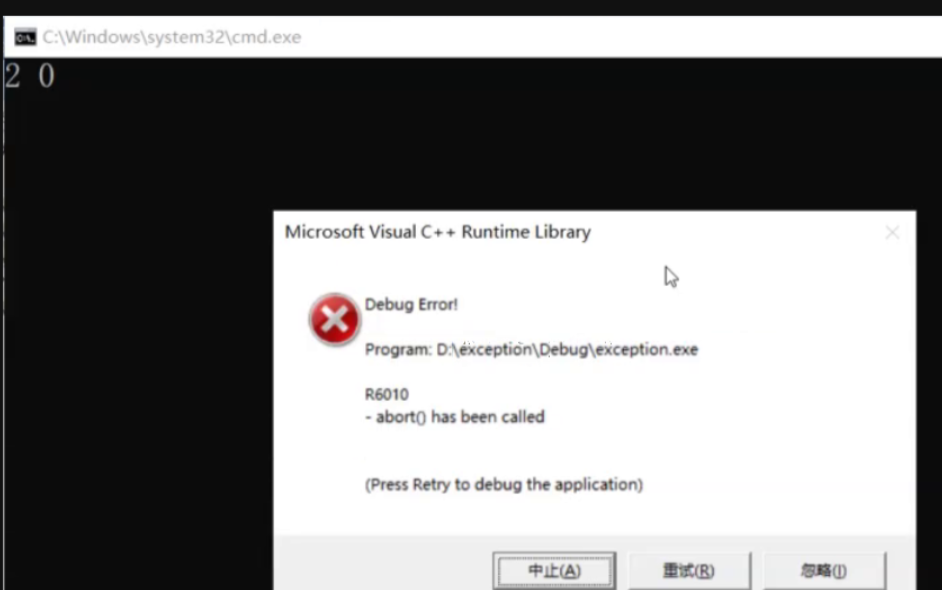 C:\Windows\system32\cmd.exe
2 0
Microsoft Visual C++ Runtime Library
Debug Error!
Program: D:\exception\Debug\exception.exe
R6010
- abort() has been called
(Press Retry to debug the application)
中止(A)
重试(R)
忽略(I)